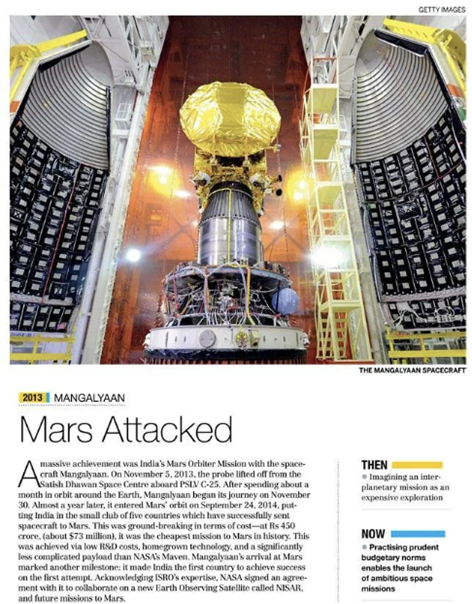 GETTY IMAGES
THE MANGALYAAN SPACECRAFT
2013 MANGALYAAN
Mars Attacked
A massive achievement was India's Mars Orbiter Mission with the space-
craft Mangalyaan. On November 5, 2013, the probe lifted off from the
Satish Dhawan Space Centre aboard PSLV C-25. After spending about a
month in orbit around the Earth, Mangalyaan began its journey on November
30. Almost a year later, it entered Mars' orbit on September 24, 2014, put-
ting India in the small club of five countries which have successfully sent
spacecraft to Mars. This was ground-breaking in terms of cost—at Rs 450
crore, (about $73 million), it was the cheapest mission to Mars in history. This
was achieved via low R&D costs, homegrown technology, and a significantly
less complicated payload than NASA's Maven. Mangalyaan's arrival at Mars
marked another milestone: it made India the first country to achieve success
on the first attempt. Acknowledging ISRO's expertise, NASA signed an agree-
ment with it to collaborate on a new Earth Observing Satellite called NISAR,
and future missions to Mars.
THEN
Imagining an inter-
planetary mission as an
expensive exploration
NOW
Practising prudent
budgetary norms
enables the launch
of ambitious space
missions